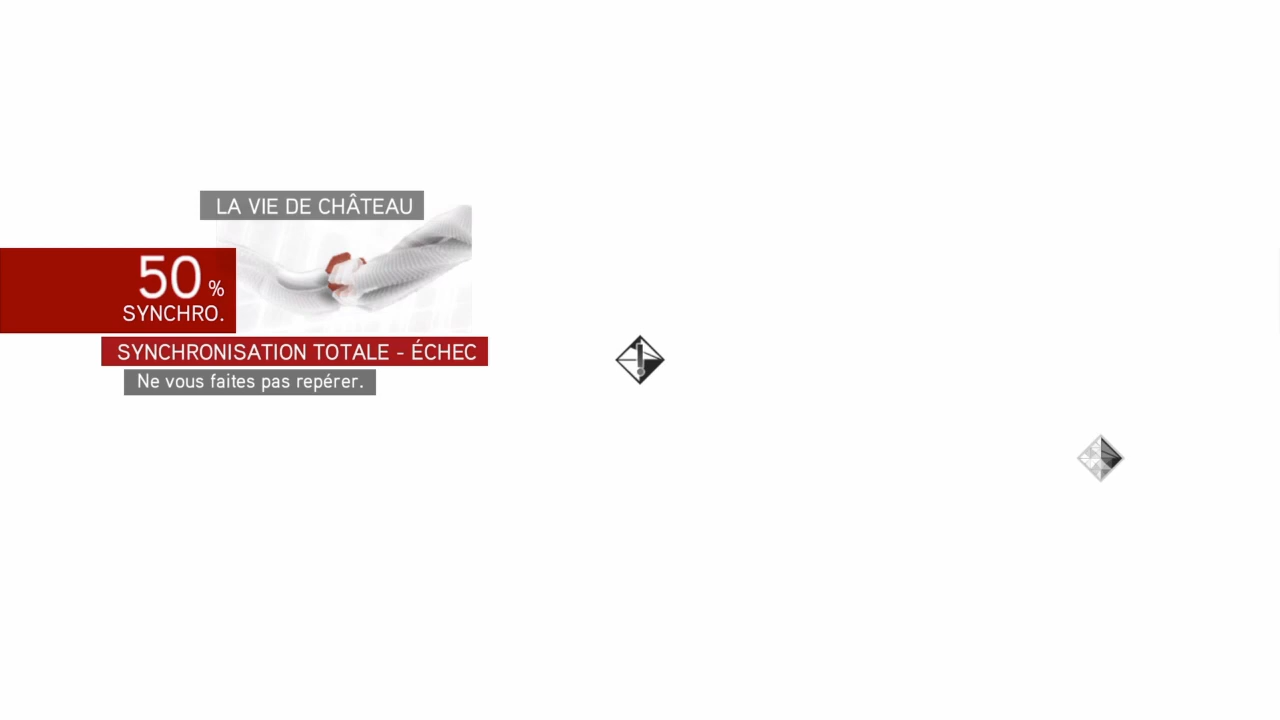 LA VIE DE CHÂTEAU
50 %
SYNCHRO.
SYNCHRONISATION TOTALE - ÉCHEC
Ne vous faites pas repérer.